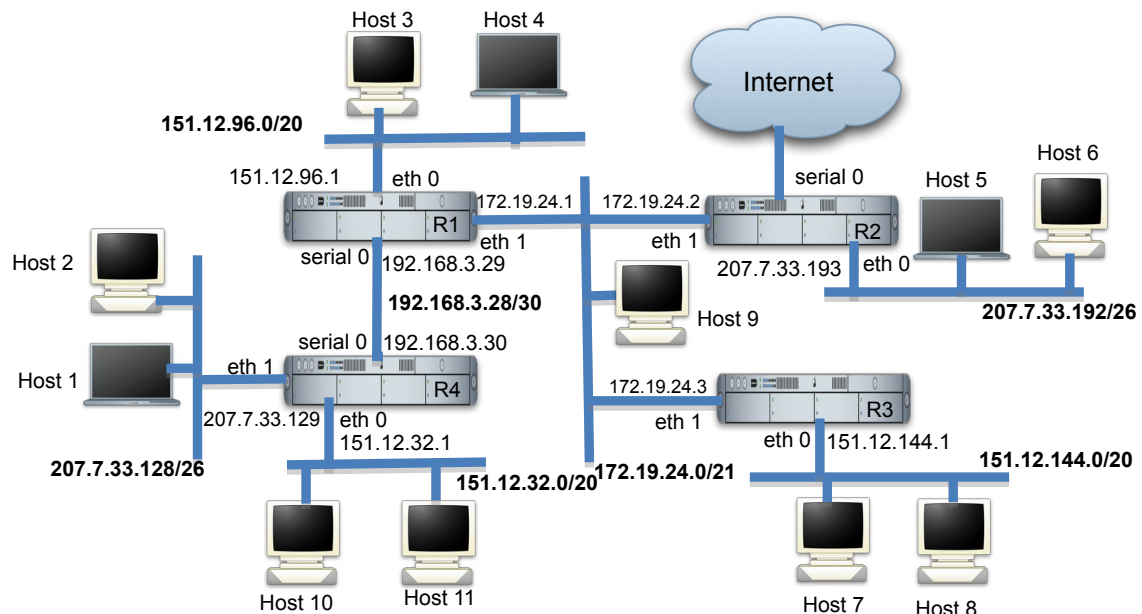 Host 3
Host 4
Internet
151.12.96.0/20
Host 6
serial 0
Host 5
151.12.96.1
eth 0
172.19.24.1
172.19.24.2
R1
R2
eth 1
eth 1
serial 0
192.168.3.29
207.7.33.193
eth 0
Host 2
192.168.3.28/30
207.7.33.192/26
Host 9
serial 0
192.168.3.30
Host 1
eth 1
R4
172.19.24.3
R3
207.7.33.129
eth 0
eth 1
eth 0
151.12.144.1
151.12.32.1
207.7.33.128/26
151.12.32.0/20
172.19.24.0/21
151.12.144.0/20
Host 10
Host 11
Host 7
Host 8